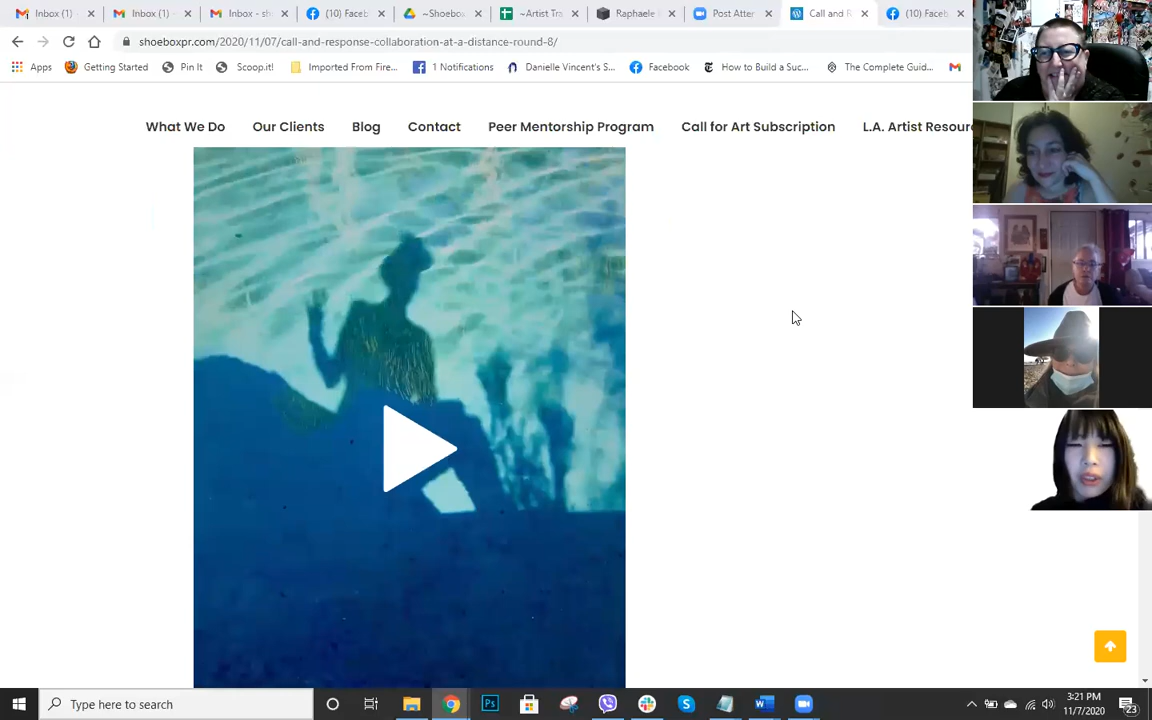 Inbox (1)
Inbox (1)
Inbox - sh
(10) Faceb
~Shoebo
~Artist Tra
Raphaele
Post Atter
Call and R
(10) Faceb
shoeboxpr.com/2020/11/07/call-and-response-collaboration-at-a-distance-round-8/
Apps
Getting Started
Pin It
Scoop.it!
Imported From Fire...
1 Notifications
Danielle Vincent's S...
Facebook
How to Build a Suc...
The Complete Guid...
What We Do
Our Clients
Blog
Contact
Peer Mentorship Program
Call for Art Subscription
L.A. Artist Resour
Type here to search
3:21 PM
11/7/2020
23